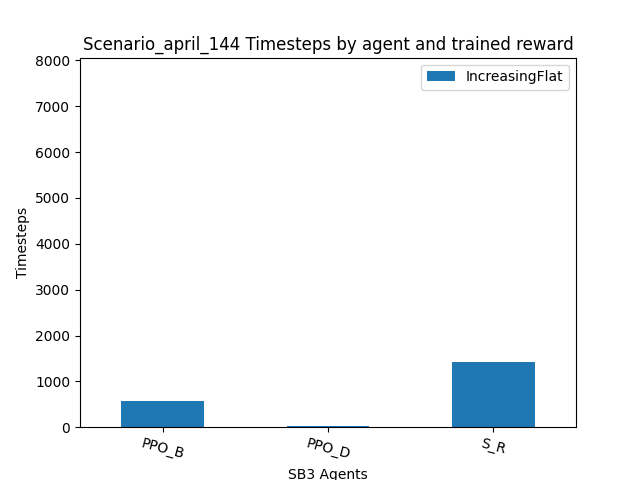 Scenario_april_144 Timesteps by agent and trained reward
IncreasingFlat
8000
7000
6000
5000
4000
3000
2000
1000
0
Timesteps
PPO_B
PPO_D
S_R
SB3 Agents